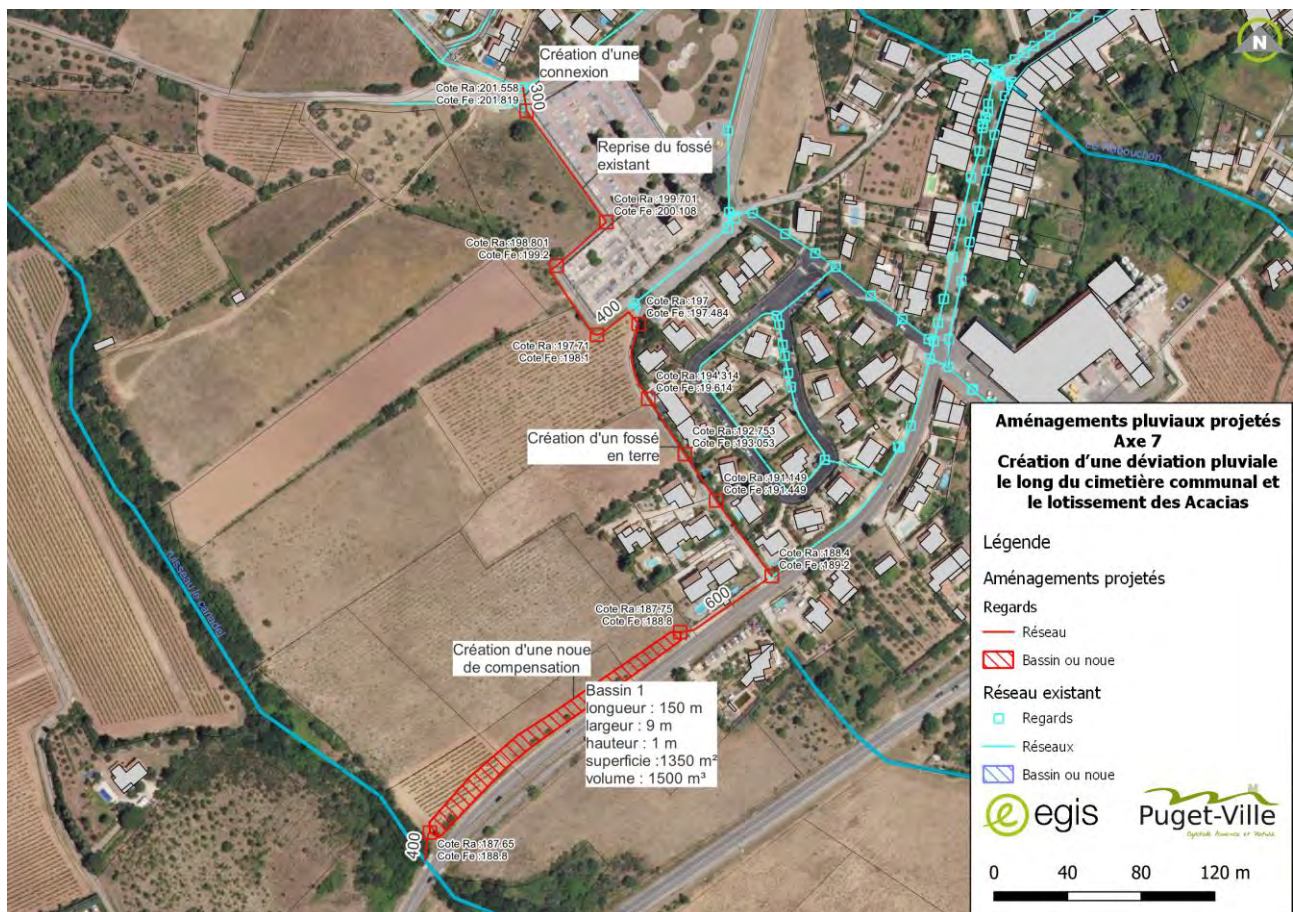 N
Création d'une
connexion
Cote Ra :201.558
Cote Fe :201.819
300
Reprise du fossé
existant
Cote Ra :199.701
Cote Fe :200.108
Cote Ra :198.801
Cote Fe :199.2
400
Cote Ra :197
Cote Fe :197.484
Cote Ra :197.71
Cote Fe :198.1
Cote Ra :194.314
Cote Fe :19.614
Création d'un fossé
en terre
Cote Ra :192.753
Cote Fe :193.053
Cote Ra :191.149
Cote Fe :191.449
Cote Ra :188.4
Cote Fe :189.2
600
Cote Ra :187.75
Cote Fe :188.8
Création d'une noue
de compensation
Bassin 1
longueur : 150 m
largeur : 9 m
hauteur : 1 m
superficie :1350 m²
volume : 1500 m³
400
Cote Ra :187.65
Cote Fe :188.8
ruisseau le caradel
Aménagements pluviaux projetés
Axe 7
Création d'une déviation pluviale
le long du cimetière communal et
le lotissement des Acacias
Légende
Aménagements projetés
Regards
Réseau
Bassin ou noue
Réseau existant
Regards
Réseaux
Bassin ou noue
egis
Puget-Ville
0 40 80 120 m